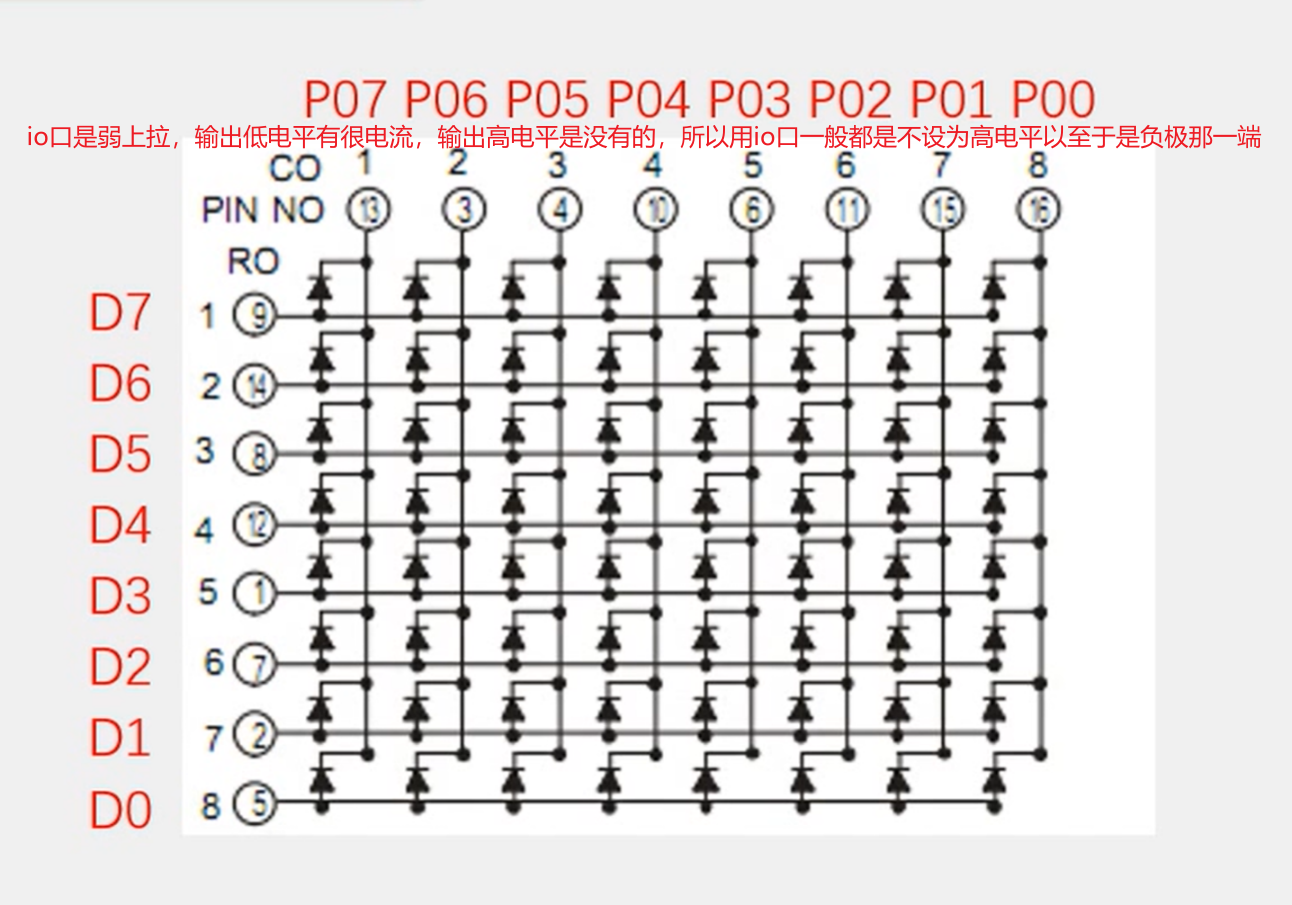 P07 P06 P05 P04 P03 P02 P01 P00
io口是弱上拉，输出低电平有很电流，输出高电平是没有的，所以用io口一般都是不设为高电平以至于是负极那一端
CO 1 2 3 4 5 6 7 8
PIN NO 13 3 4 10 6 11 15 16
RO
D7 1 9
D6 2 14
D5 3 8
D4 4 12
D3 5 1
D2 6 7
D1 7 2
D0 8 5